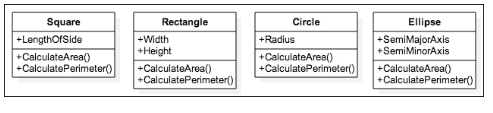 Square
+LengthOfSide
+CalculateArea()
+CalculatePerimeter()
Rectangle
+Width
+Height
+CalculateArea()
+CalculatePerimeter()
Circle
+Radius
+CalculateArea()
+CalculatePerimeter()
Ellipse
+SemiMajorAxis
+SemiMinorAxis
+CalculateArea()
+CalculatePerimeter()